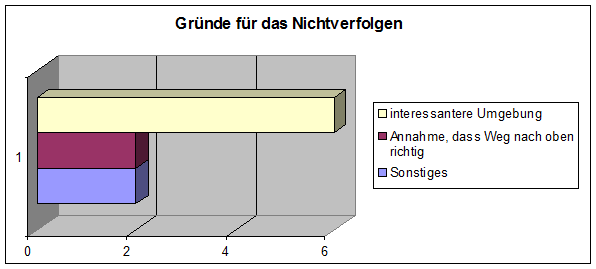 Gründe für das Nichtverfolgen
interessantere Umgebung
Annahme, dass Weg nach oben
richtig
Sonstiges
1
0 2 4 6